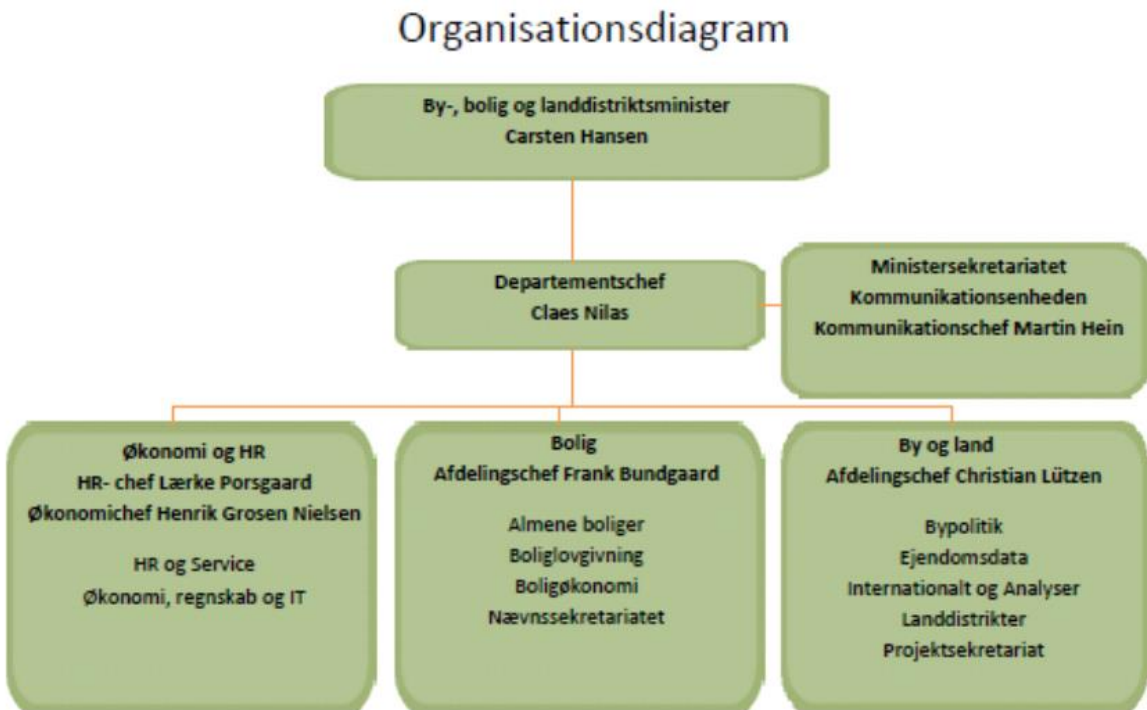 Organisationsdiagram
By-, bolig og landdistriktsminister
Carsten Hansen
Departementschef
Claes Nilas
Ministersekretariatet
Kommunikationsenheden
Kommunikationschef Martin Hein
Økonomi og HR
HR- chef Lærke Porsgaard
Økonomichef Henrik Grosen Nielsen
HR og Service
Økonomi, regnskab og IT
Bolig
Afdelingschef Frank Bundgaard
Almene boliger
Boliglovgivning
Boligøkonomi
Nævnssekretariatet
By og land
Afdelingschef Christian Lützen
Bypolitik
Ejendomsdata
Internationalt og Analyser
Landdistrikter
Projektsekretariat